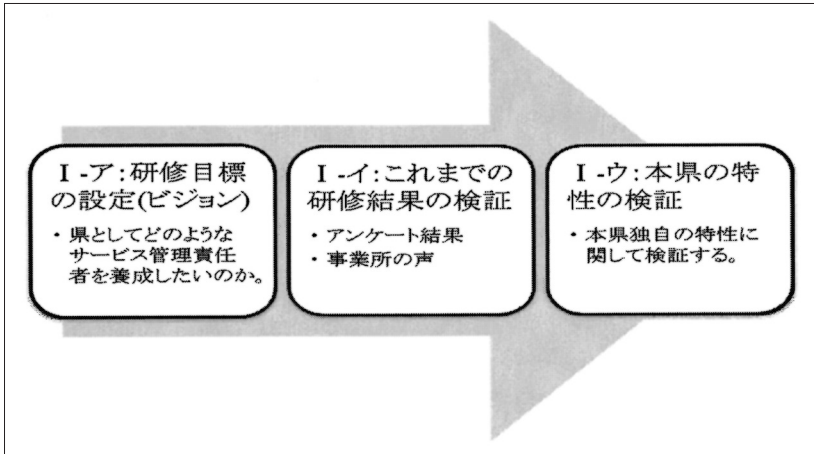 Ⅰ-ア:研修目標
の設定(ビジョン)
・県としてどのような
サービス管理責任
者を養成したいのか。
Ⅰ-イ:これまでの
研修結果の検証
・アンケート結果
・事業所の声
Ⅰ-ウ:本県の特
性の検証
・本県独自の特性に
関して検証する。